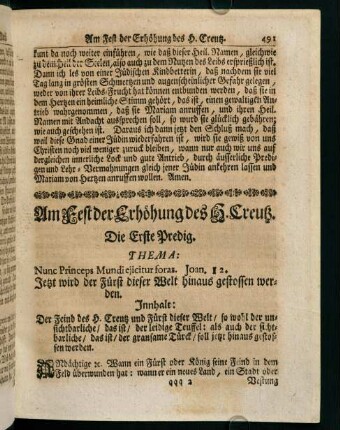 Am Fest der Erhöhung des H. Creutz. 491
kunt da noch weiter einführen, wie daß dieser Heil. Namen, gleichwie
zu dem Heil der Seelen, also auch zu dem Nutzen des Leibs ersprießlich ist.
Dann ich les von einer Jüdischen Kindbetterin, daß nachdem sie viel
Tag lang in grösten Schmertzen und augenscheinlicher Gefahr gelegen,
weder von ihrer Leibs-Frucht hat können entbunden werden, daß sie in
dem Hertzen ein heimliche Stimm gehört, das ist, einen gewaltigen An-
trieb wahrgenommen, daß sie Mariam anruffen, und ihren Heil.
Namen mit Andacht aussprechen soll, so wurd sie glücklich gebähren;
wie auch geschehen ist. Daraus ich dann jetzt den Schluß mach, daß
weil diese Gnad einer Jüdin wiederfahren ist, wird sie gewiß von uns
Christen noch viel weniger zuruck bleiben, wann nur auch wir uns auf
dergleichen innerliche Lock und gute Antrieb, durch äusserliche Predi-
gen und Lehr-Vermahnungen gleich jener Jüdin ankehren lassen und
Mariam von Hertzen anruffen wollen. Amen.
Am Fest der Erhöhung des H. Creutz.
Die Erste Predig.
THEMA:
Nunc Princeps Mundi ejicitur foras. Joan. 12.
Jetzt wird der Fürst dieser Welt hinaus gestossen wer-
den.
Innhalt:
Der Feind des H. Creutz und Fürst dieser Welt / so wohl der un-
sichtbarliche / das ist / der leidige Teuffel: als auch der sicht-
barliche / das ist / der grausame Türck / soll jetzt hinaus gestos-
sen werden.
ANdächtige ec. Wann ein Fürst oder König seine Feind in dem
Feld überwunden hat: wann er ein neues Land, ein Stadt oder
qqq 2 Vestung